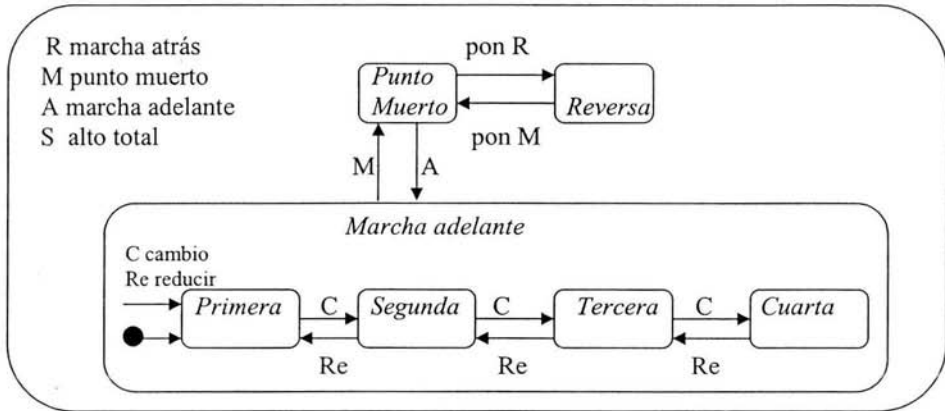 R marcha atrás
M punto muerto
A marcha adelante
S alto total
pon R
Punto
Muerto
Reversa
pon M
M
A
Marcha adelante
C cambio
Re reducir
Primera
C
Segunda
C
Tercera
C
Cuarta
Re
Re
Re